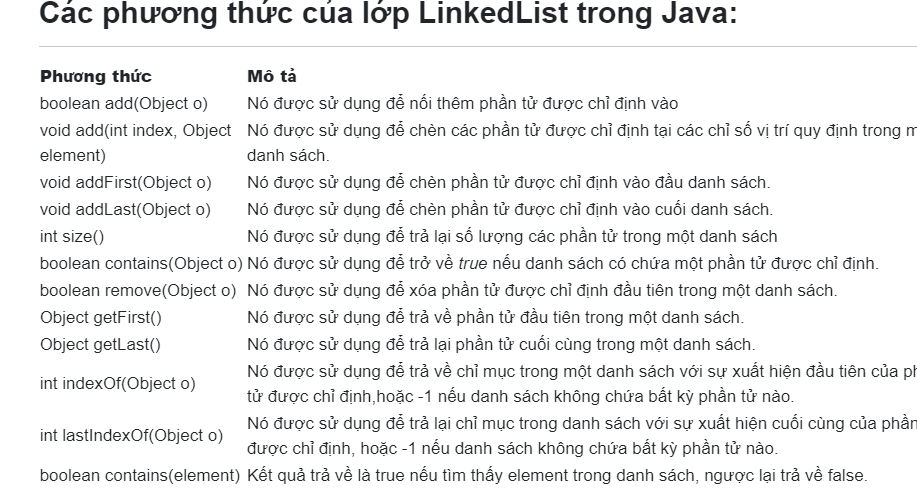 Các phương thức của lớp LinkedList trong Java:
Phương thức Mô tả
boolean add(Object o) Nó được sử dụng để nối thêm phần tử được chỉ định vào
void add(int index, Object Nó được sử dụng để chèn các phần tử được chỉ định tại các chỉ số vị trí quy định trong
element) danh sách.
void addFirst(Object o) Nó được sử dụng để chèn phần tử được chỉ định vào đầu danh sách.
void addLast(Object o) Nó được sử dụng để chèn phần tử được chỉ định vào cuối danh sách.
int size() Nó được sử dụng để trả lại số lượng các phần tử trong một danh sách
boolean contains(Object o) Nó được sử dụng để trở về true nếu danh sách có chứa một phần tử được chỉ định.
boolean remove(Object o) Nó được sử dụng để xóa phần tử được chỉ định đầu tiên trong một danh sách.
Object getFirst() Nó được sử dụng để trả về phần tử đầu tiên trong một danh sách.
Object getLast() Nó được sử dụng để trả lại phần tử cuối cùng trong một danh sách.
Nó được sử dụng để trả về chỉ mục trong một danh sách với sự xuất hiện đầu tiên của
int indexOf(Object o)
tử được chỉ định,hoặc -1 nếu danh sách không chứa bất kỳ phần tử nào.
Nó được sử dụng để trả lại chỉ mục trong danh sách với sự xuất hiện cuối cùng của phần
int lastIndexOf(Object o)
được chỉ định, hoặc -1 nếu danh sách không chứa bất kỳ phần tử nào.
boolean contains(element) Kết quả trả về là true nếu tìm thấy element trong danh sách, ngược lại trả về false.